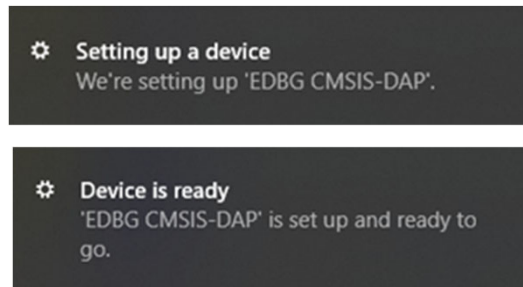 Setting up a device
We're setting up 'EDBG CMSIS-DAP'.
Device is ready
'EDBG CMSIS-DAP' is set up and ready to
go.